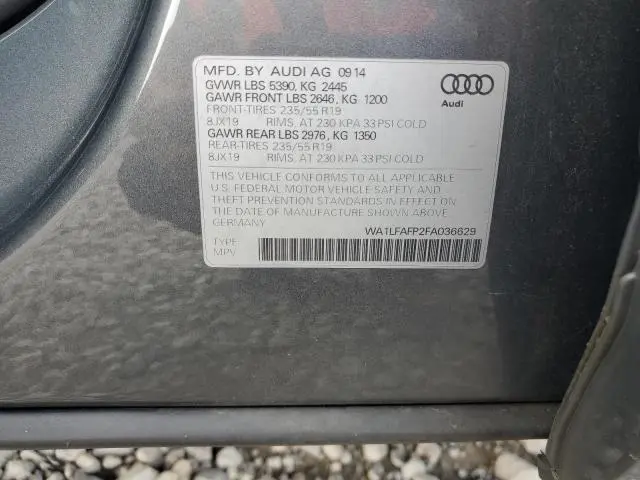 MFD. BY AUDI AG 09 14
GVWR LBS 5390, KG 2445
GAWR FRONT LBS 2646, KG 1200
FRONT-TIRES 235/55 R19
8JX19 RIMS, AT 230 KPA 33 PSI COLD
GAWR REAR LBS 2976, KG 1350
REAR-TIRES 235/55 R19
8JX19 RIMS, AT 230 KPA 33 PSI COLD
Audi
THIS VEHICLE CONFORMS TO ALL APPLICABLE
U.S. FEDERAL MOTOR VEHICLE SAFETY AND
THEFT PREVENTION STANDARDS IN EFFECT ON
THE DATE OF MANUFACTURE SHOWN ABOVE.
GERMANY
WA1LFAFP2FA036629
TYPE
MPV